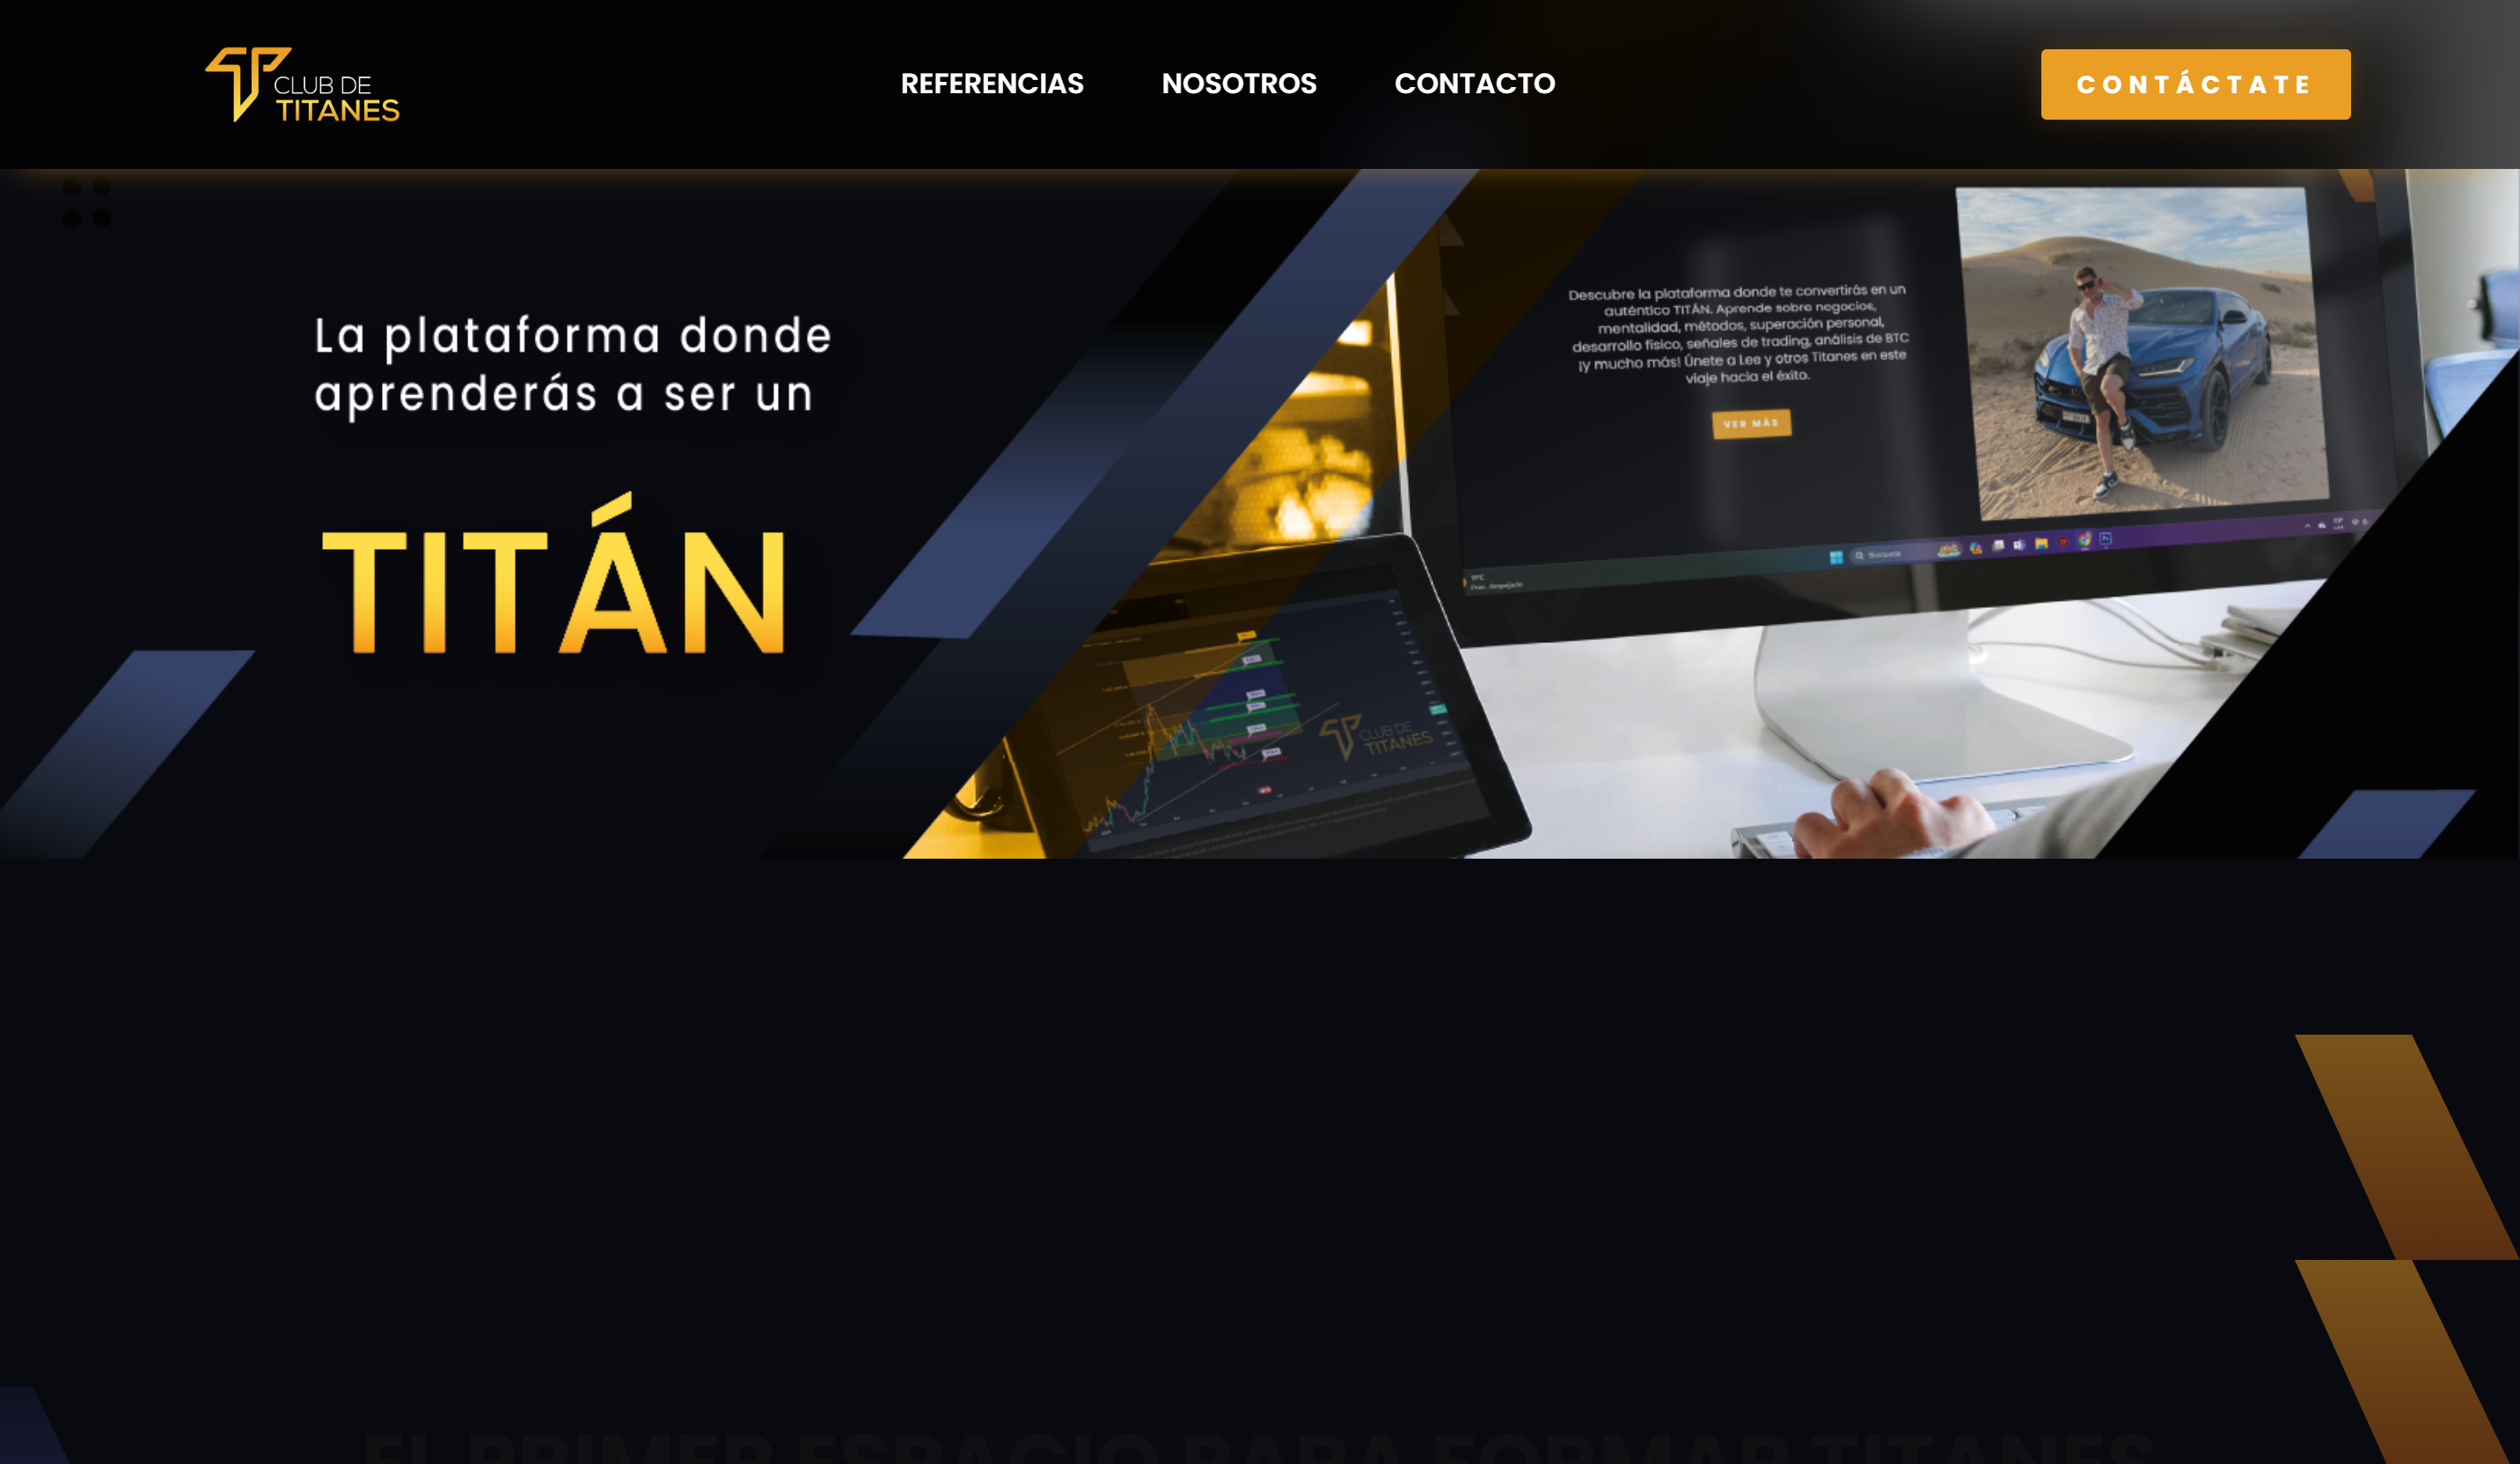 CLUB DE
TITANES
REFERENCIAS
NOSOTROS
CONTACTO
CONTÁCTATE
La plataforma donde
aprenderás a ser un
TITÁN
Descubre la plataforma donde te convertirás en un
auténtico TITÁN. Aprende sobre negocios,
mentalidad, métodos, superación personal,
desarrollo físico, señales de trading, análisis de BTC
¡y mucho más! Únete a Lee y otros Titanes en este
viaje hacia el éxito.
VER MÁS
Búsqueda
CLUB DE
TITANES
EL PRIMER ESPACIO PARA FORMAR TITANES